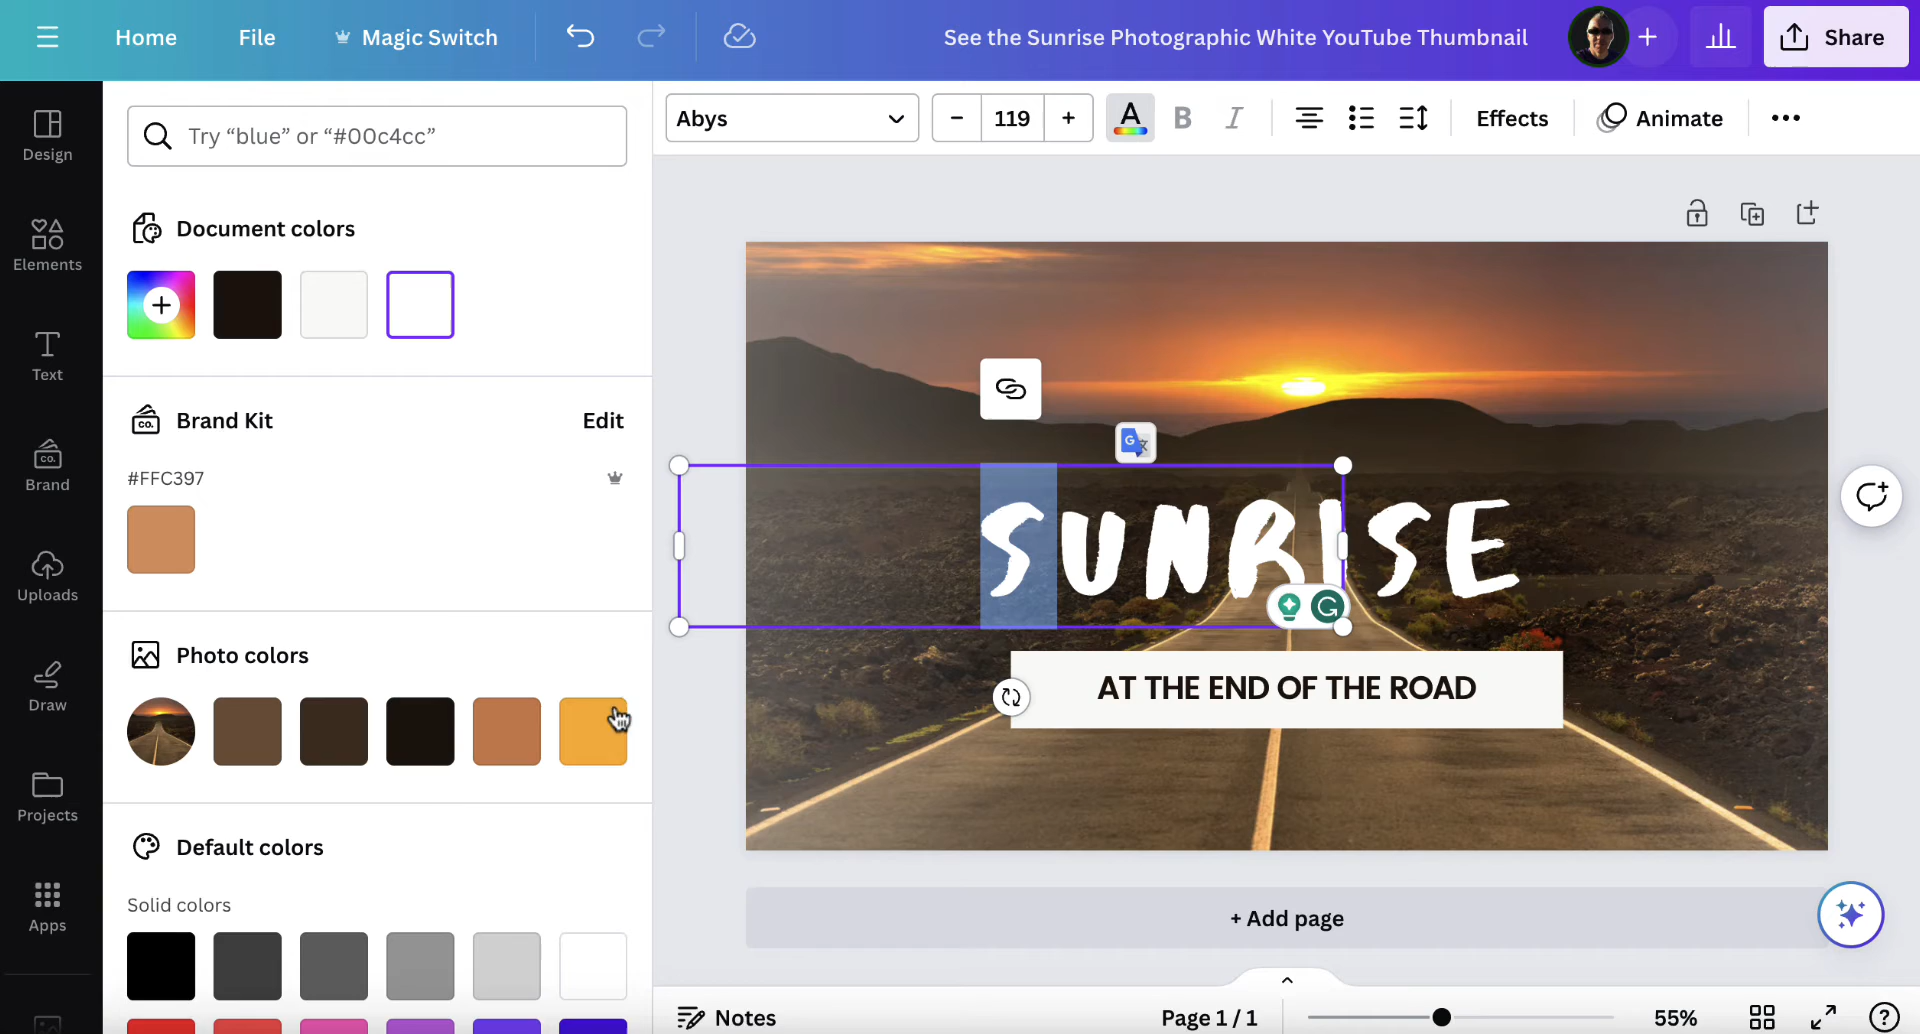 Home
File
Magic Switch
See the Sunrise Photographic White YouTube Thumbnail
Share
Design
Elements
Text
Brand
Uploads
Draw
Projects
Apps
Try “blue” or “#00c4cc”
Document colors
CO.
Brand Kit
Edit
#FFC397
Photo colors
Default colors
Solid colors
Abys
– 119 +
A
B
I
Effects
Animate
SUNRISE
AT THE END OF THE ROAD
+ Add page
Notes
Page 1 / 1
55%